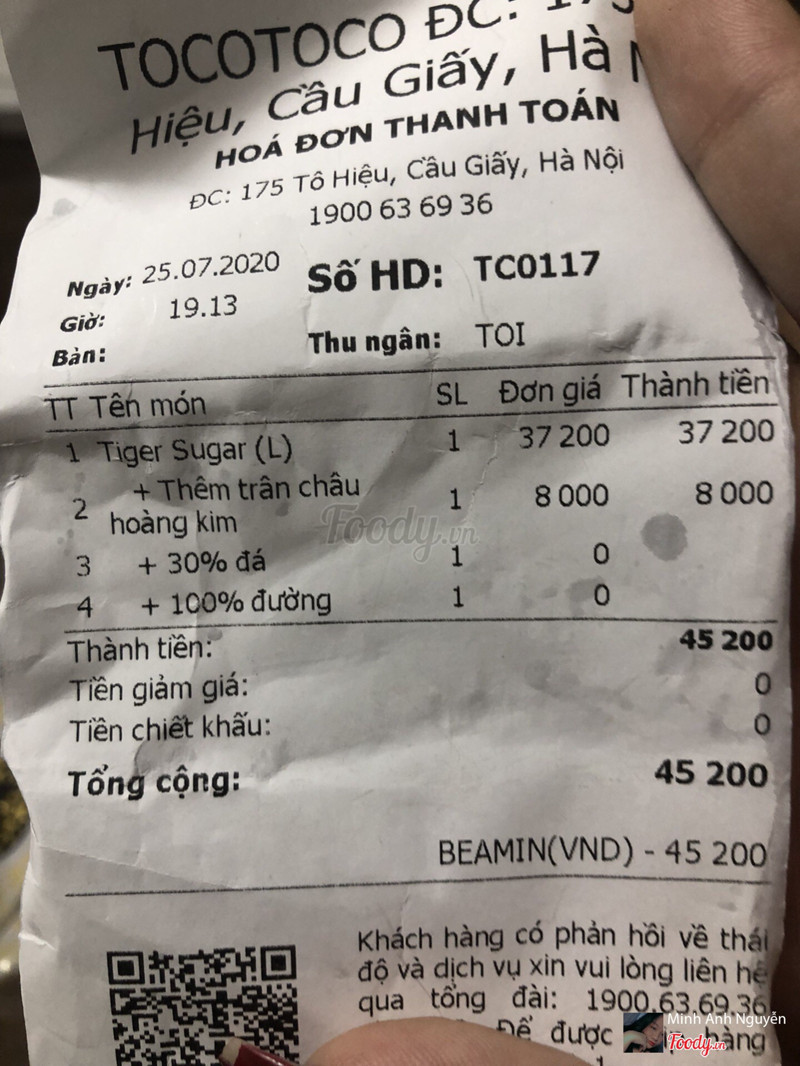 TOCOTOCO ĐC: 175
Hiệu, Cầu Giấy, Hà N
HOÁ ĐƠN THANH TOÁN
ĐC: 175 Tô Hiệu, Cầu Giấy, Hà Nội
1900 63 69 36
Ngày: 25.07.2020 Số HD: TC0117
Giờ: 19.13
Bàn: Thu ngân: TOI
TT Tên món SL Đơn giá Thành tiền
1 Tiger Sugar (L) 1 37 200 37 200
2 + Thêm trân châu hoàng kim 1 8 000 8 000
3 + 30% đá 1 0
4 + 100% đường 1 0
Thành tiền: 45 200
Tiền giảm giá: 0
Tiền chiết khấu: 0
Tổng cộng: 45 200
BEAMIN(VND) - 45 200
Khách hàng có phản hồi về thái
độ và dịch vụ xin vui lòng liên hệ
qua tổng đài: 1900.63.69.36
Để được hàng
Foody.vn
Minh Anh Nguyễn
Foody.vn